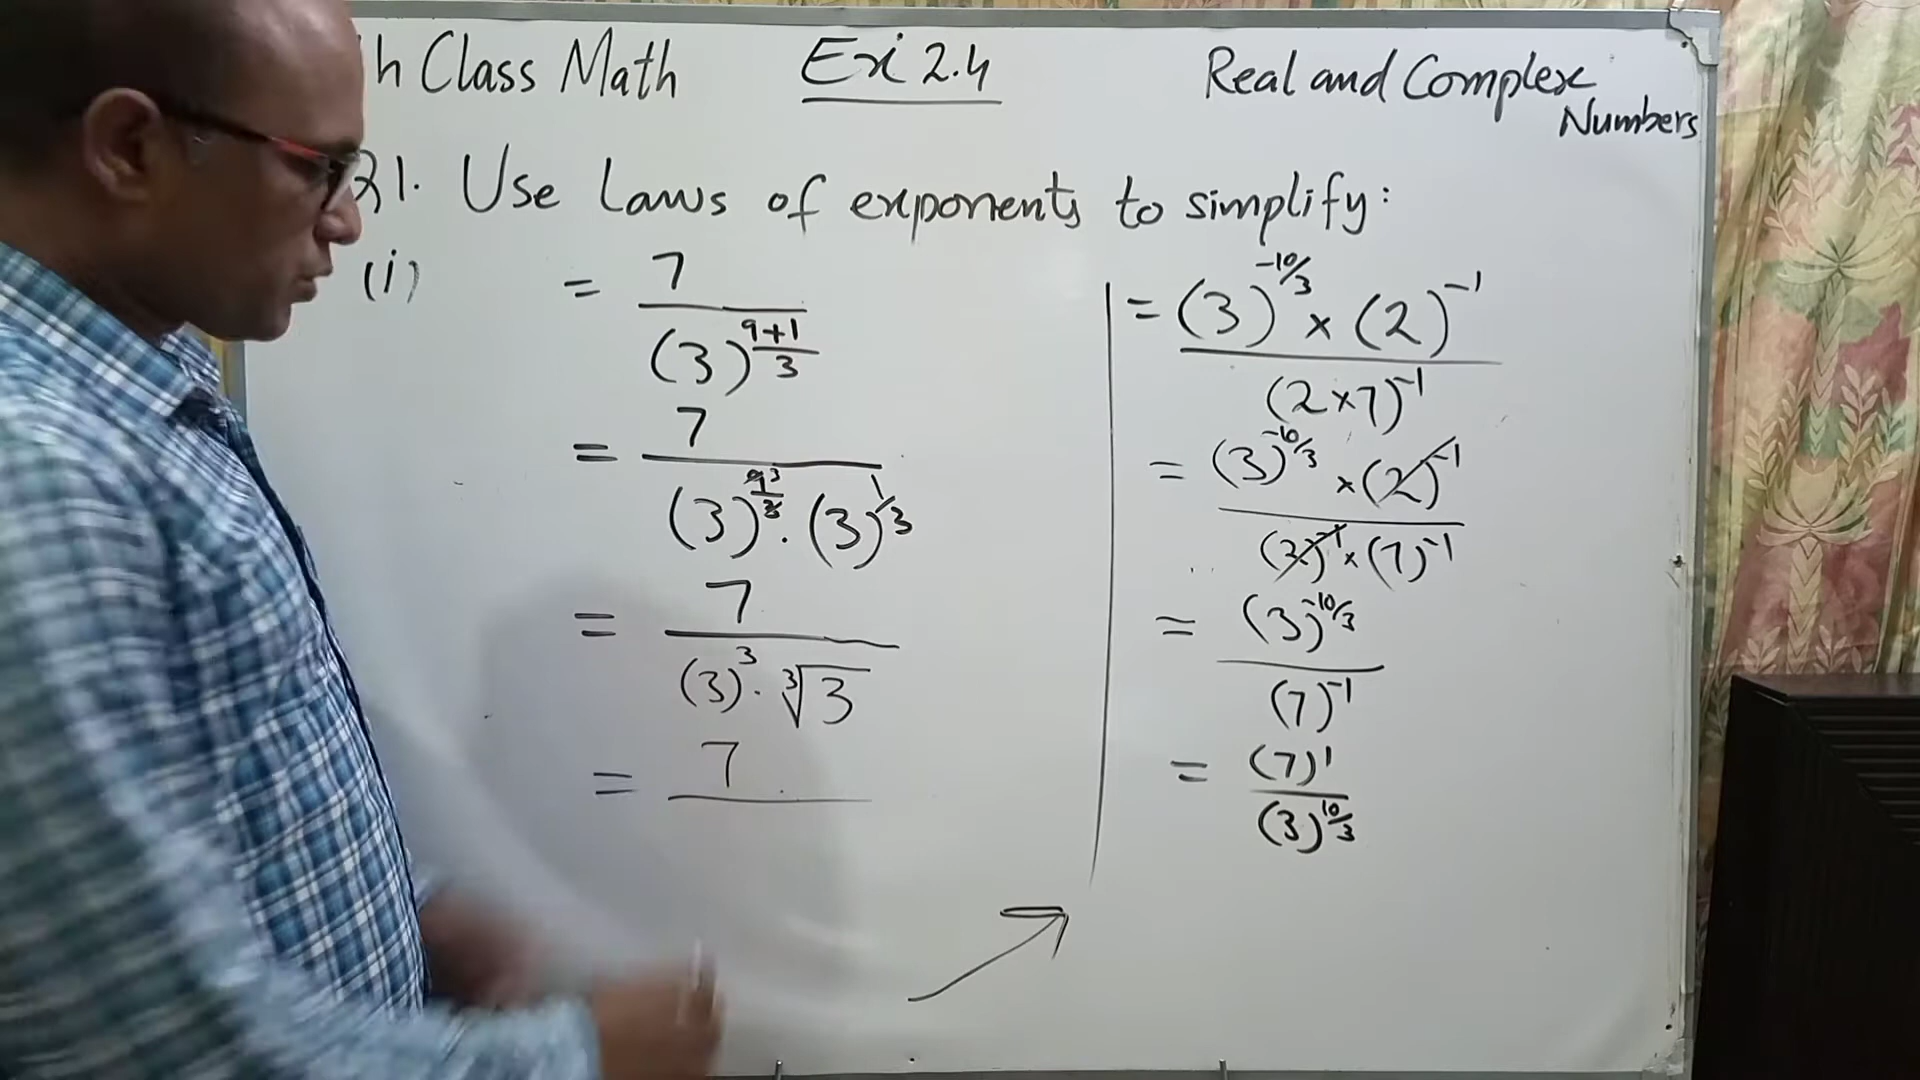 h Class Math Ex: 2.4 Real and Complex Numbers
Q1. Use Laws of exponents to simplify:
(i)
= 7 / (3)^((9+1)/3)
= 7 / ((3)^(9/3) . (3)^(1/3))
= 7 / ((3)^3 . ∛3)
= 7
= ((3)^(-10/3) × (2)^-1) / (2×7)^-1
= ((3)^(-10/3) × (2)^-1) / ((2)^-1 × (7)^-1)
= (3)^(-10/3) / (7)^-1
= (7)^1 / (3)^(10/3)